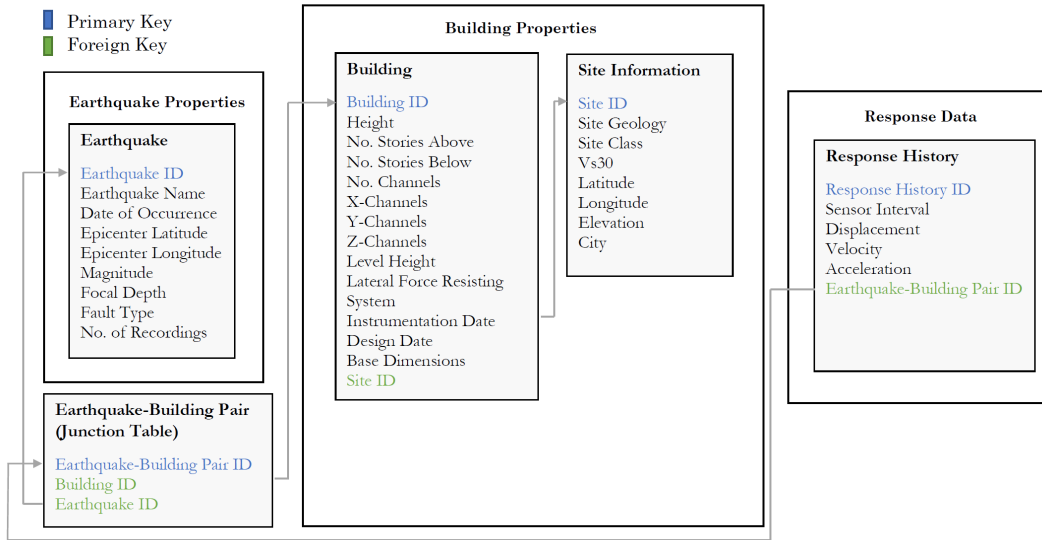 Primary Key
Foreign Key
Earthquake Properties
Earthquake
Earthquake ID
Earthquake Name
Date of Occurrence
Epicenter Latitude
Epicenter Longitude
Magnitude
Focal Depth
Fault Type
No. of Recordings
Earthquake-Building Pair
(Junction Table)
Earthquake-Building Pair ID
Building ID
Earthquake ID
Building Properties
Building
Building ID
Height
No. Stories Above
No. Stories Below
No. Channels
X-Channels
Y-Channels
Z-Channels
Level Height
Lateral Force Resisting
System
Instrumentation Date
Design Date
Base Dimensions
Site ID
Site Information
Site ID
Site Geology
Site Class
Vs30
Latitude
Longitude
Elevation
City
Response Data
Response History
Response History ID
Sensor Interval
Displacement
Velocity
Acceleration
Earthquake-Building Pair ID